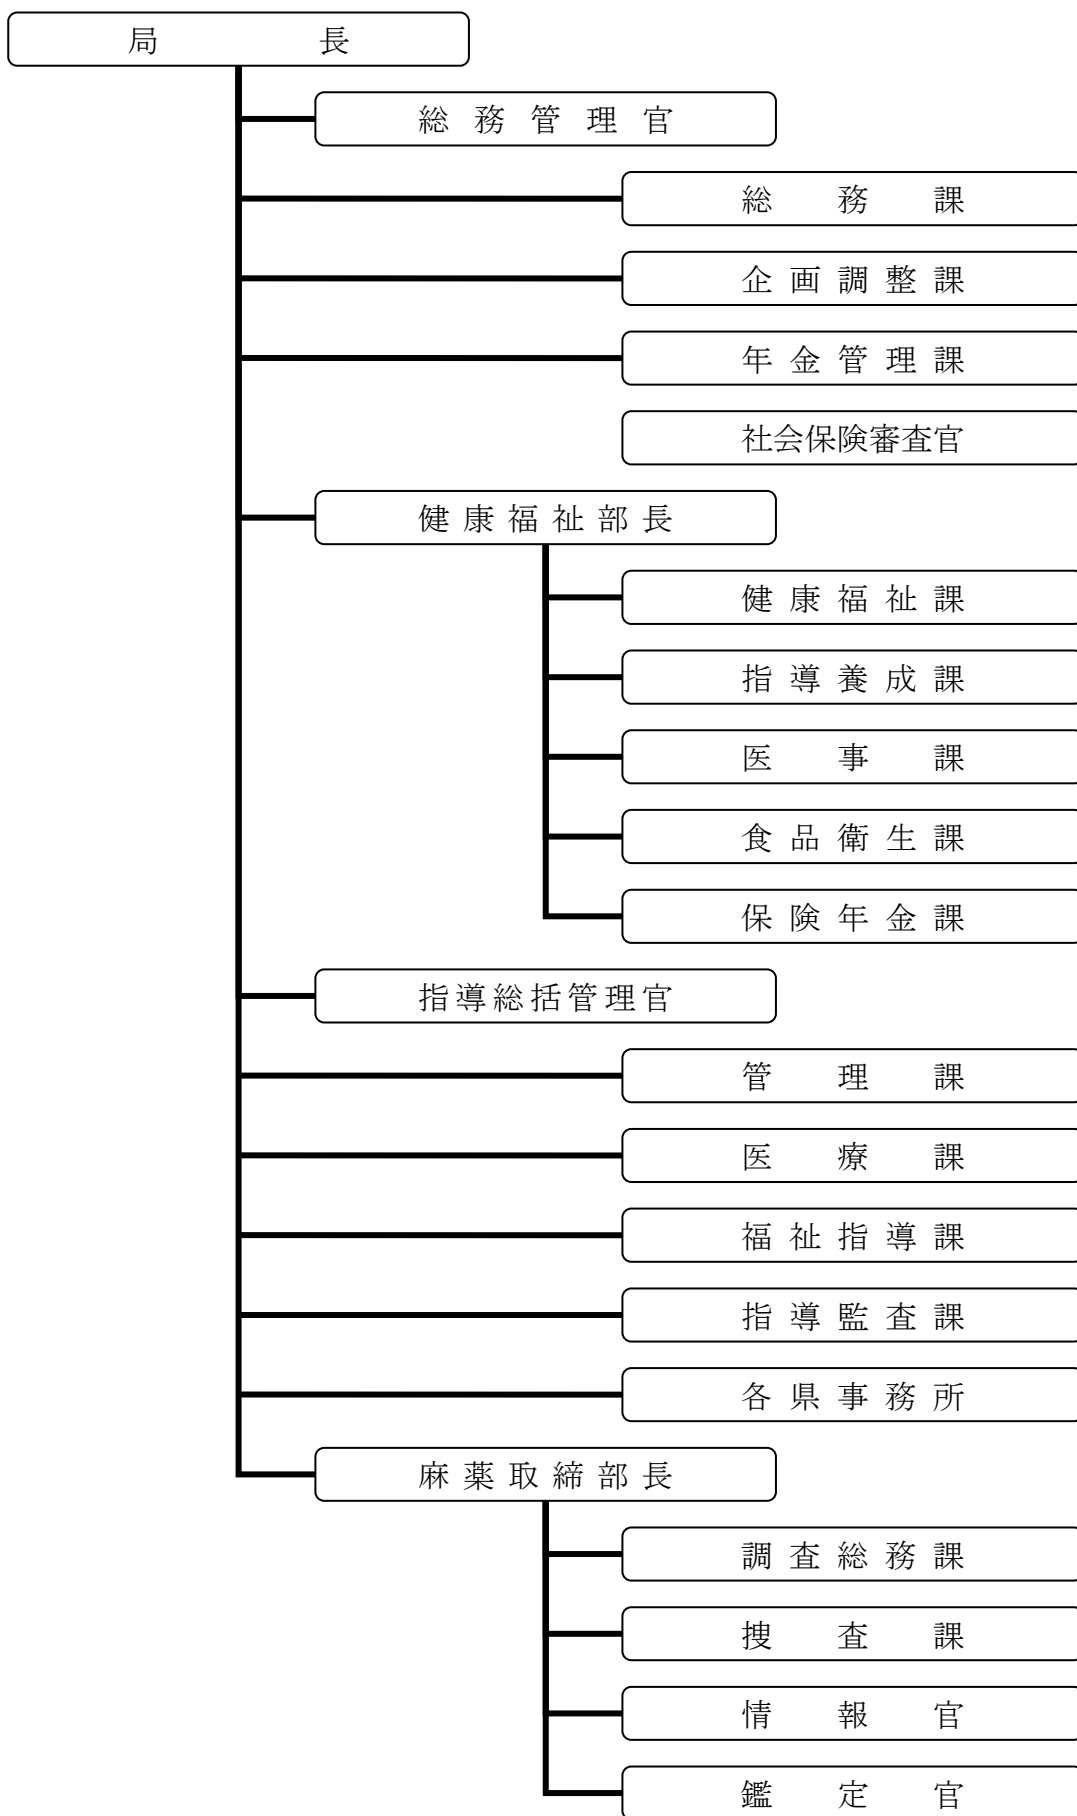 局長
総務管理官
総務課
企画調整課
年金管理課
社会保険審査官
健康福祉部長
健康福祉課
指導養成課
医事課
食品衛生課
保険年金課
指導総括管理官
管理課
医療課
福祉指導課
指導監査課
各県事務所
麻薬取締部長
調査総務課
捜査課
情報官
鑑定官